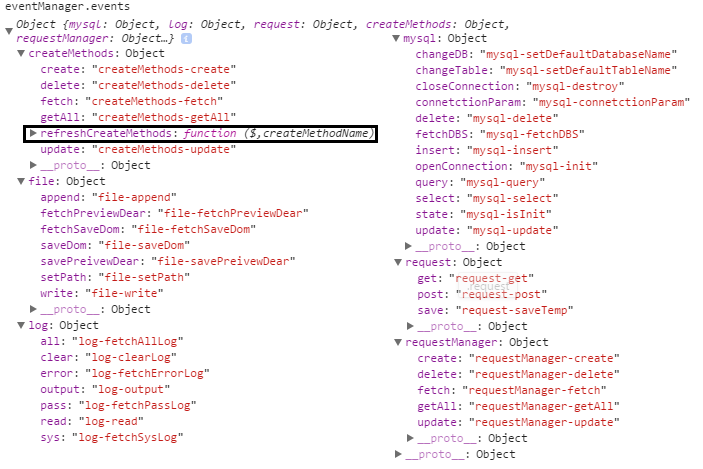 eventManager.events
Object {mysql: Object, log: Object, request: Object, createMethods: Object,
requestManager: Object…} i
createMethods: Object
create: "createMethods-create"
delete: "createMethods-delete"
fetch: "createMethods-fetch"
getAll: "createMethods-getAll"
refreshCreateMethods: function ($,createMethodName)
update: "createMethods-update"
__proto__: Object
file: Object
append: "file-append"
fetchPreviewDear: "file-fetchPreviewDear"
fetchSaveDom: "file-fetchSaveDom"
saveDom: "file-saveDom"
savePreivewDear: "file-savePreivewDear"
setPath: "file-setPath"
write: "file-write"
__proto__: Object
log: Object
all: "log-fetchAllLog"
clear: "log-clearLog"
error: "log-fetchErrorLog"
output: "log-output"
pass: "log-fetchPassLog"
read: "log-read"
sys: "log-fetchSysLog"
mysql: Object
changeDB: "mysql-setDefaultDatabaseName"
changeTable: "mysql-setDefaultTableName"
closeConnection: "mysql-destroy"
connetctionParam: "mysql-connetctionParam"
delete: "mysql-delete"
fetchDBS: "mysql-fetchDBS"
insert: "mysql-insert"
openConnection: "mysql-init"
query: "mysql-query"
select: "mysql-select"
state: "mysql-isInit"
update: "mysql-update"
__proto__: Object
request: Object
get: "request-get"
.request
post: "request-post"
save: "request-saveTemp"
__proto__: Object
requestManager: Object
create: "requestManager-create"
delete: "requestManager-delete"
fetch: "requestManager-fetch"
getAll: "requestManager-getAll"
update: "requestManager-update"
__proto__: Object
__proto__: Object